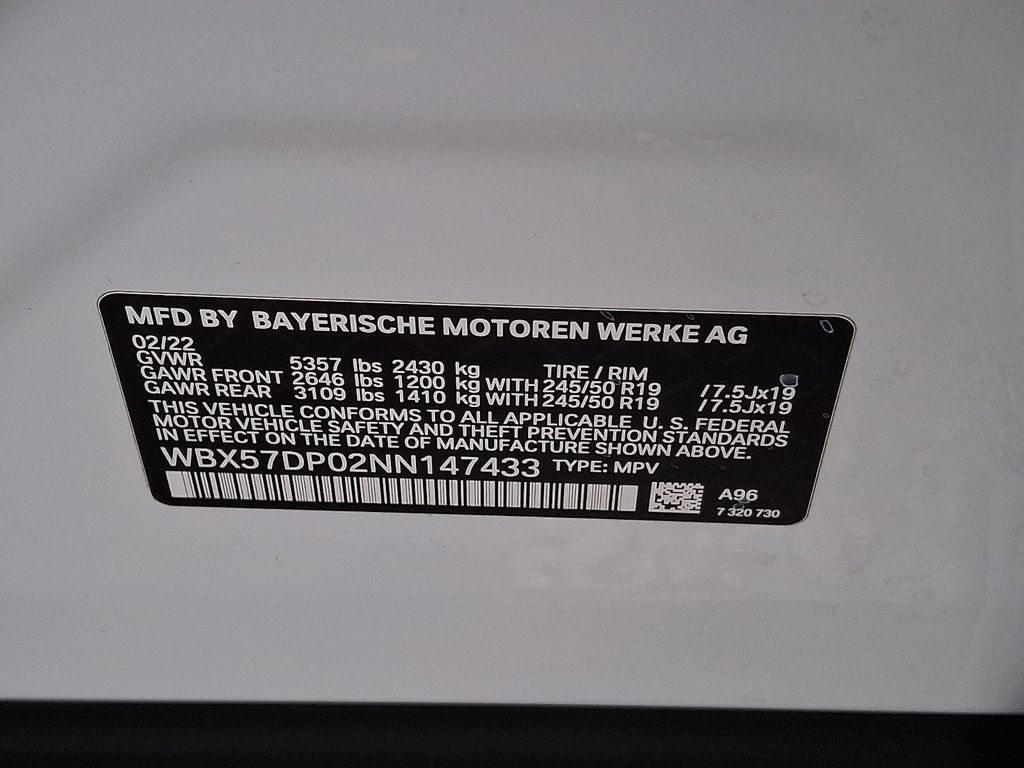 MFD BY BAYERISCHE MOTOREN WERKE AG
02/22
GVWR 5357 lbs 2430 kg TIRE / RIM
GAWR FRONT 2646 lbs 1200 kg WITH 245/50 R19 /7.5Jx19
GAWR REAR 3109 lbs 1410 kg WITH 245/50 R19 /7.5Jx19
THIS VEHICLE CONFORMS TO ALL APPLICABLE U. S. FEDERAL
MOTOR VEHICLE SAFETY AND THEFT PREVENTION STANDARDS
IN EFFECT ON THE DATE OF MANUFACTURE SHOWN ABOVE.
WBX57DP02NN147433 TYPE: MPV
A96
7 320 730